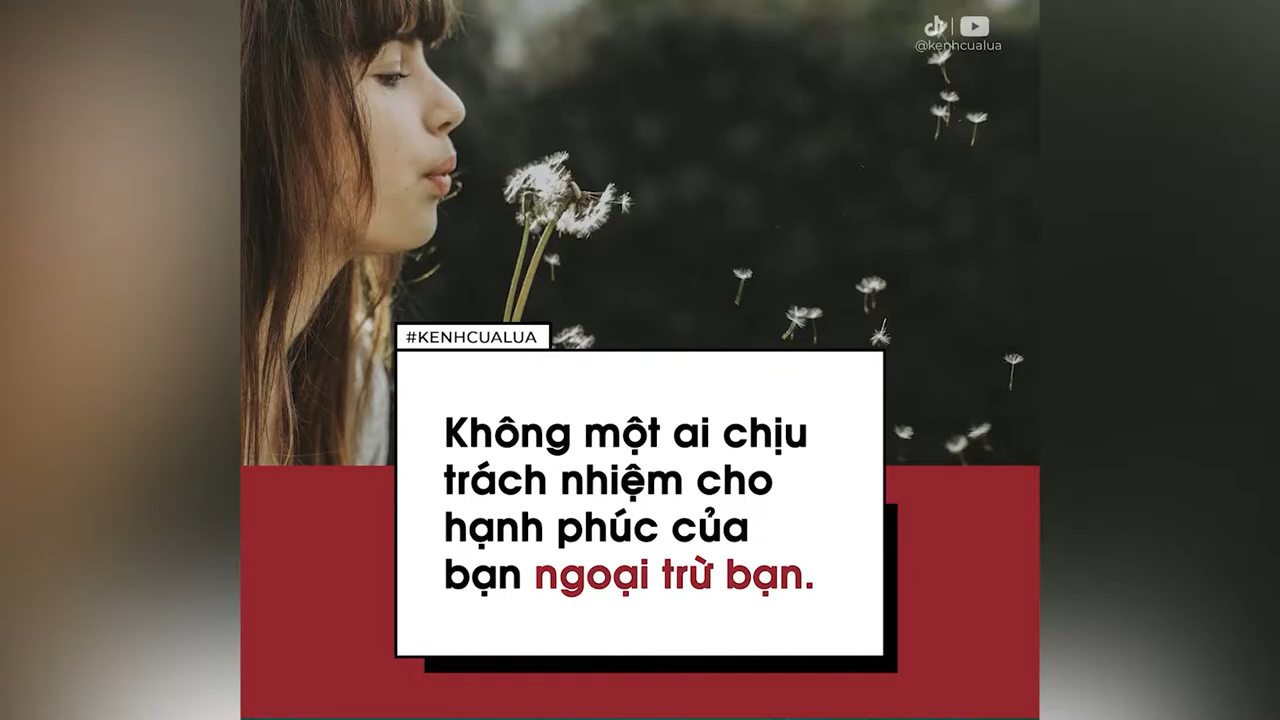 @kenhcualua
#KENHCUALUA
Không một ai chịu
trách nhiệm cho
hạnh phúc của
bạn ngoại trừ bạn.